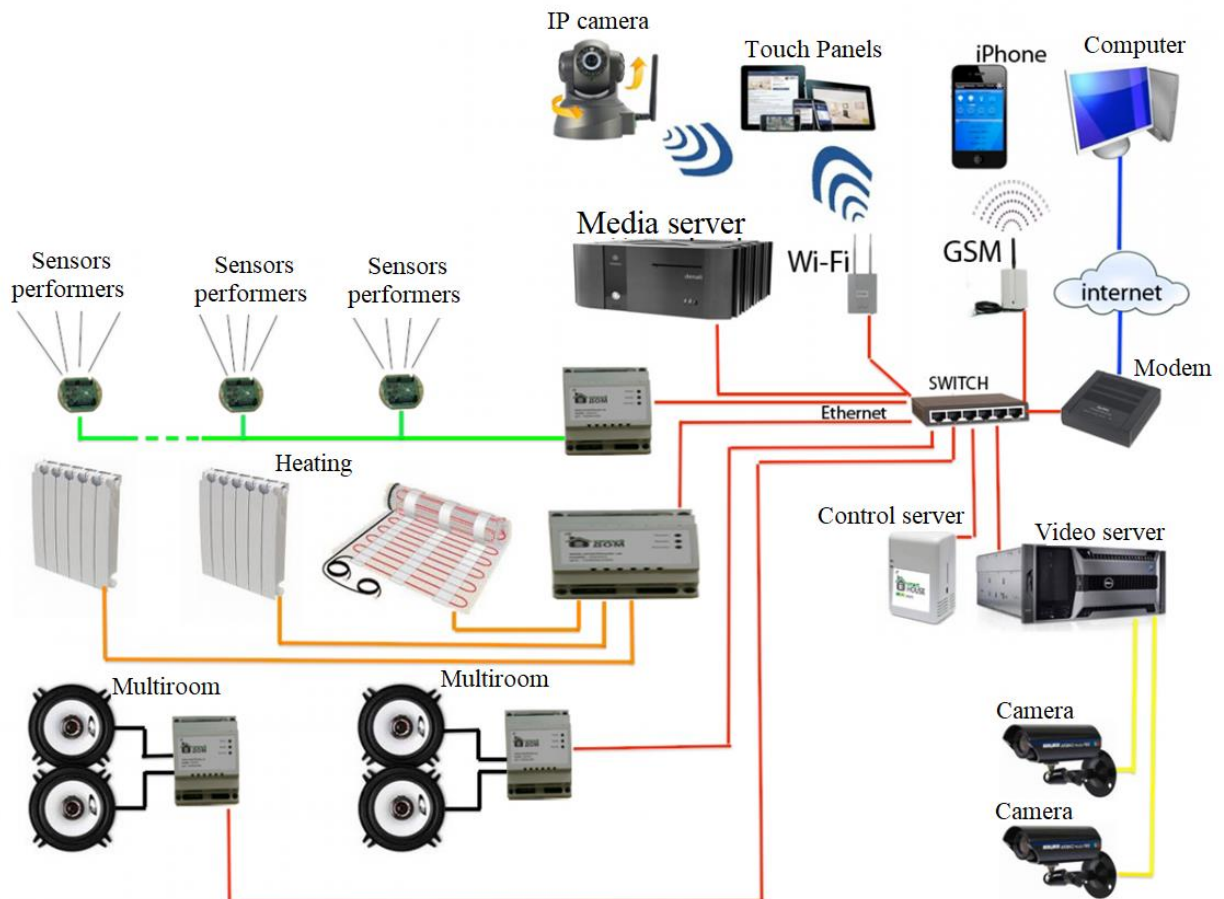 IP camera
Touch Panels
iPhone
Computer
Media server
Wi-Fi
GSM
internet
Sensors
performers
Sensors
performers
Sensors
performers
Modem
SWITCH
Ethernet
Heating
Control server
Video server
HOUSE
Multiroom
Multiroom
Camera
Camera